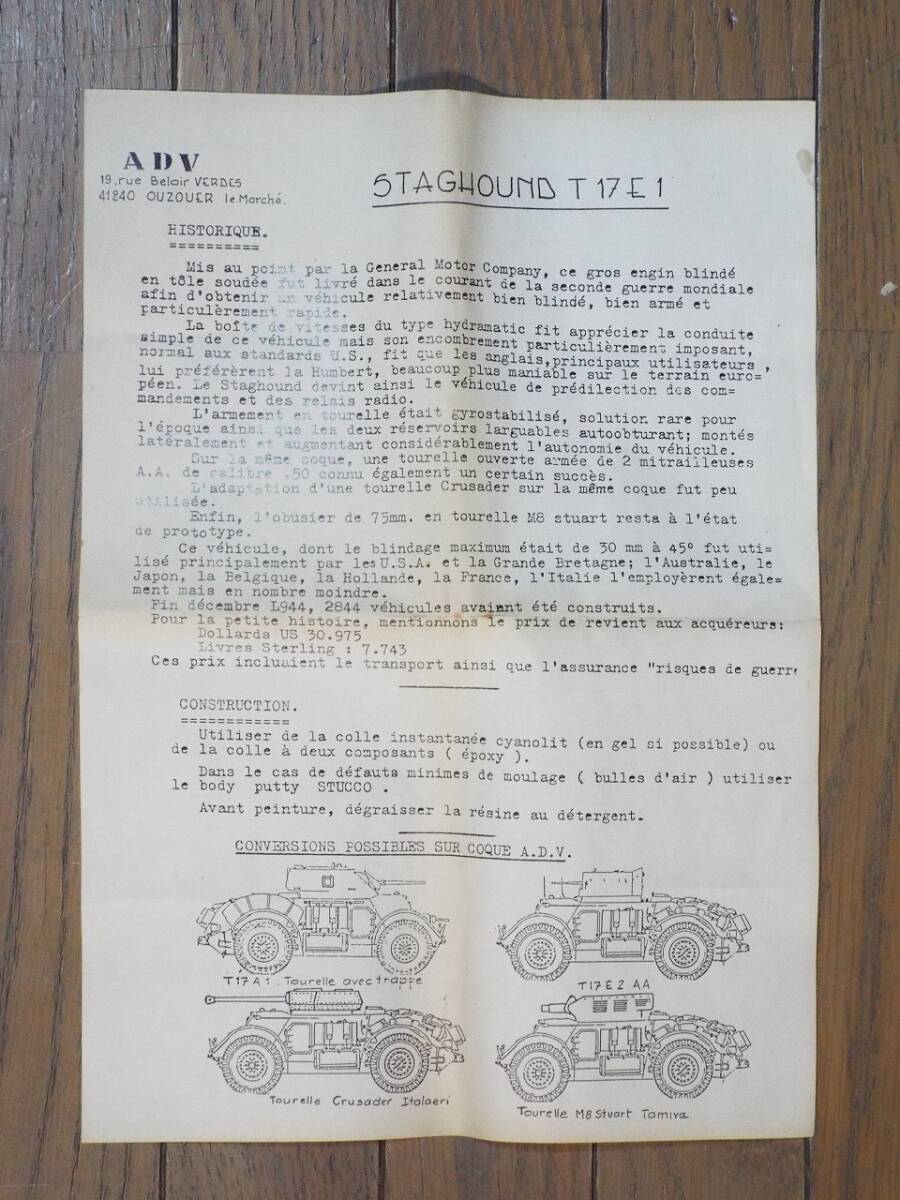 ADV
19, rue Belair VERDES
41240 OUZOUER le Marché.
STAGHOUND T17E1
HISTORIQUE.
==========
Mis au point par la General Motor Company, ce gros engin blindé
en tôle soudée fut livré dans le courant de la seconde guerre mondiale
afin d'obtenir un véhicule relativement bien blindé, bien armé et
particulèrement rapide.
La boîte de vitesses du type hydramatic fit apprécier la conduite
simple de ce véhicule mais son encombrement particulièrement imposant,
normal aux standards U.S., fit que les anglais,principaux utilisateurs ,
lui préférèrent la Humbert, beaucoup plus maniable sur le terrain euro=
péen. Le Staghound devint ainsi le véhicule de prédilection des com=
mandements et des relais radio.
L'armement en tourelle était gyrostabilisé, solution rare pour
l'époque ainsi que les deux réservoirs larguables autoobturant; montés
latéralement et augmentant considérablement l'autonomie du véhicule.
Sur la même coque, une tourelle ouverte armée de 2 mitrailleuses
A.A. de calibre .50 connu également un certain succès.
L'adaptation d'une tourelle Crusader sur la même coque fut peu
utilisée.
Enfin, l'obusier de 75mm. en tourelle M8 stuart resta à l'état
de prototype.
Ce véhicule, dont le blindage maximum était de 30 mm à 45° fut uti=
lisé principalement par les U.S.A. et la Grande Bretagne; l'Australie, le
Japon, la Belgique, la Hollande, la France, l'Italie l'employèrent égale=
ment mais en nombre moindre.
Fin décembre L944, 2844 véhicules avaient été construits.
Pour la petite histoire, mentionnons le prix de revient aux acquéreurs:
Dollards US 30.975
Livres Sterling : 7.743
Ces prix incluaient le transport ainsi que l'assurance "risques de guerre
CONSTRUCTION.
============
Utiliser de la colle instantanée cyanolit (en gel si possible) ou
de la colle à deux composants ( époxy ).
Dans le cas de défauts minimes de moulage ( bulles d'air ) utiliser
le body putty STUCCO .
Avant peinture, dégraisser la résine au détergent.
CONVERSIONS POSSIBLES SUR COQUE A.D.V.
T17A1 Tourelle avec trappe
T17E2 AA
Tourelle Crusader Italaeri
Tourelle M8 Stuart Tamiya